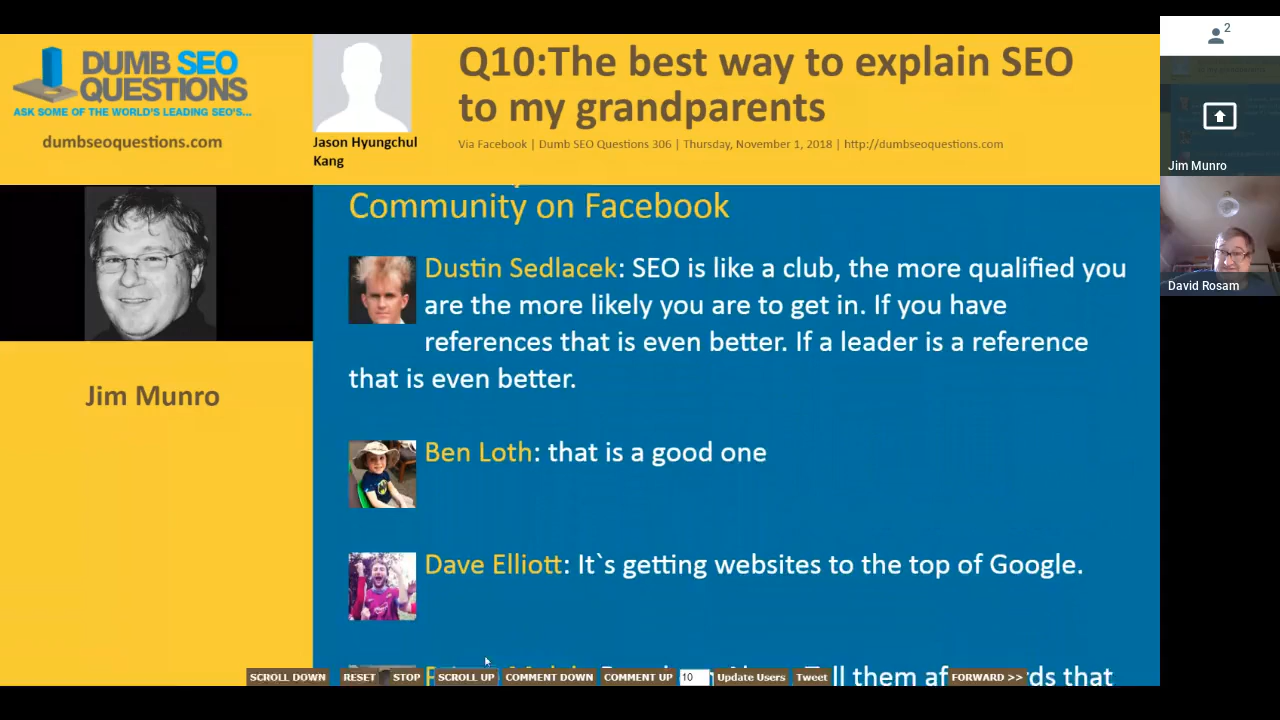 DUMB SEO
QUESTIONS
ASK SOME OF THE WORLD'S LEADING SEO'S...
dumbseoquestions.com
Jason Hyungchul
Kang
Q10:The best way to explain SEO
to my grandparents
Via Facebook | Dumb SEO Questions 306 | Thursday, November 1, 2018 | http://dumbseoquestions.com
2
Jim Munro
David Rosam
Jim Munro
Community on Facebook
Dustin Sedlacek: SEO is like a club, the more qualified you
are the more likely you are to get in. If you have
references that is even better. If a leader is a reference
that is even better.
Ben Loth: that is a good one
Dave Elliott: It`s getting websites to the top of Google.
Tell them
that
SCROLL DOWN RESET STOP SCROLL UP COMMENT DOWN COMMENT UP 10 Update Users Tweet FORWARD >>